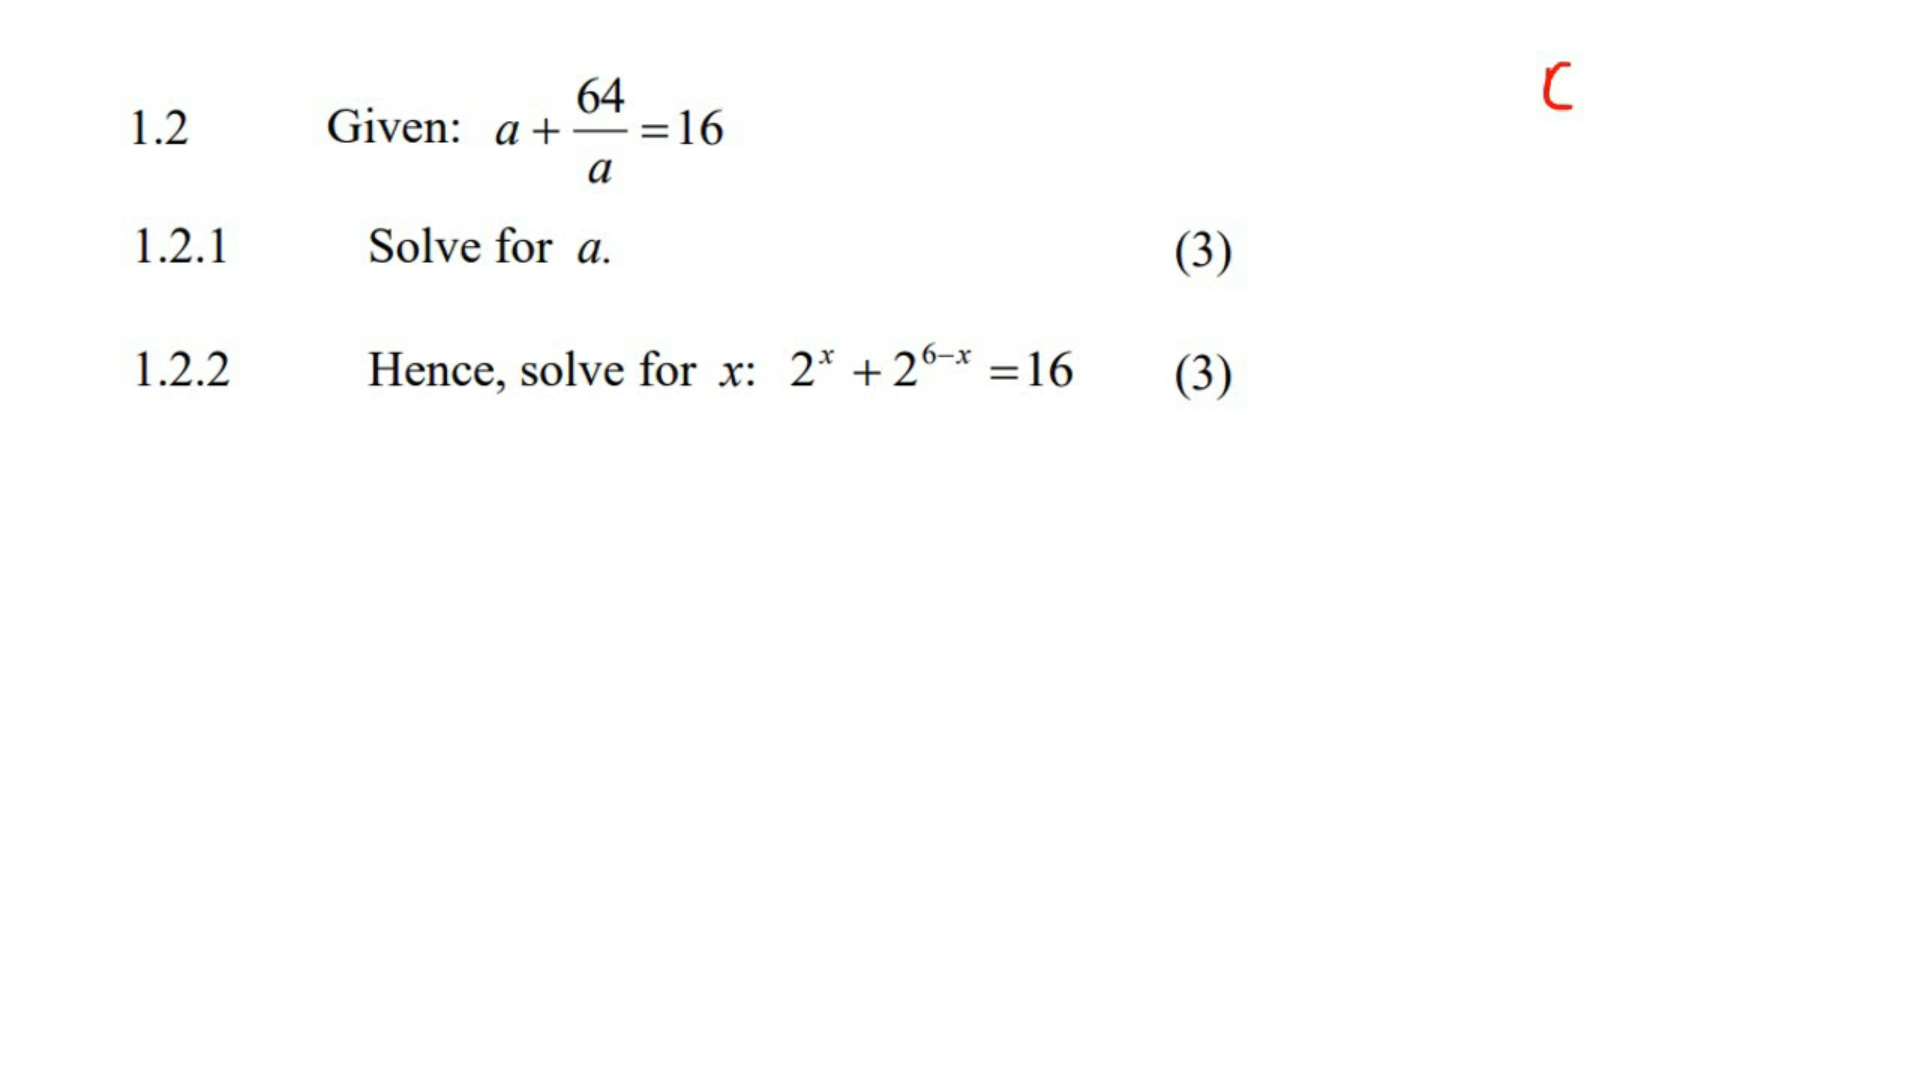 1.2 Given: a + 64/a = 16
1.2.1 Solve for a. (3)
1.2.2 Hence, solve for x: 2^x + 2^(6−x) = 16 (3)